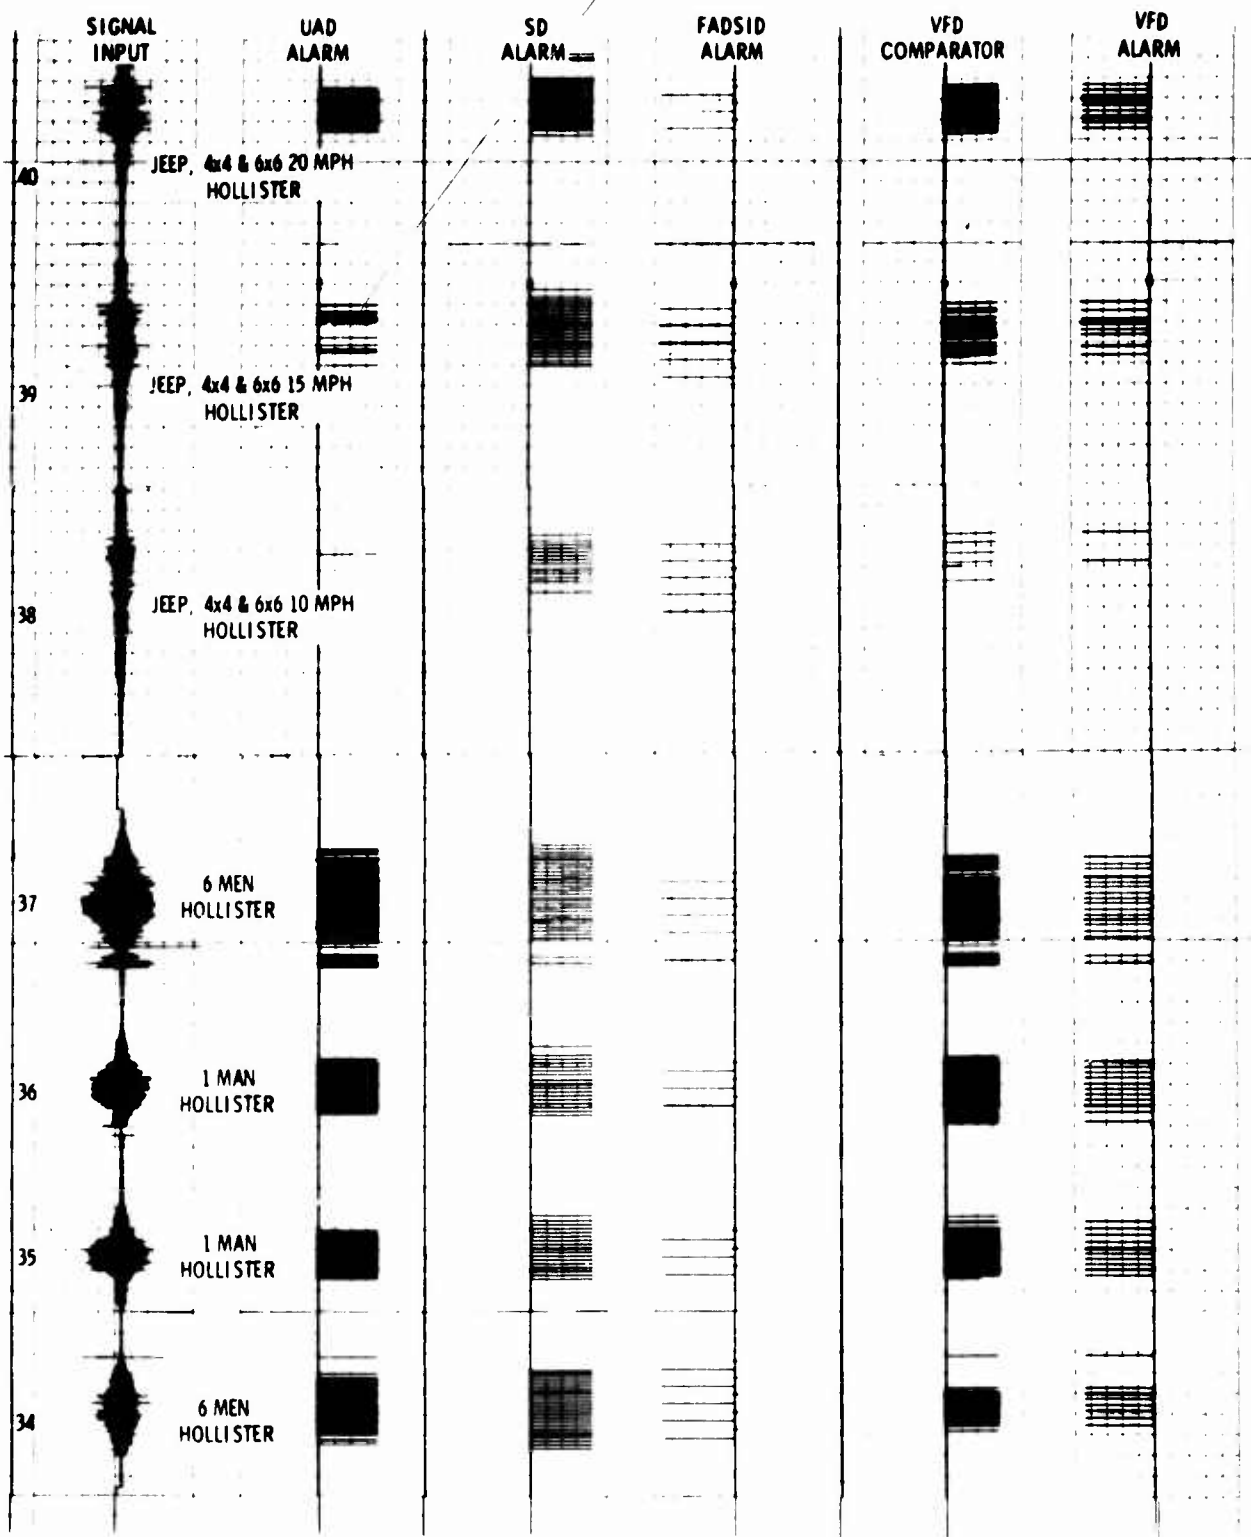 SIGNAL INPUT
UAD ALARM
SD ALARM
FADSID ALARM
VFD COMPARATOR
VFD ALARM
40
JEEP, 4x4 & 6x6 20 MPH
HOLLISTER
39
JEEP, 4x4 & 6x6 15 MPH
HOLLISTER
38
JEEP, 4x4 & 6x6 10 MPH
HOLLISTER
37
6 MEN
HOLLISTER
36
1 MAN
HOLLISTER
35
1 MAN
HOLLISTER
34
6 MEN
HOLLISTER